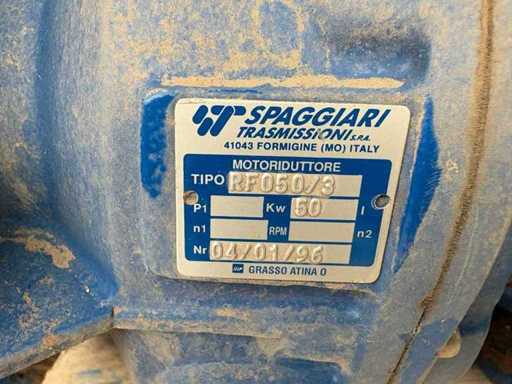 SPAGGIARI
TRASMISSIONI S.R.L.
41043 FORMIGINE (MO) ITALY
MOTORIDUTTORE
TIPO RF050/3
P1 Kw 50 I
n1 RPM n2
Nr 04/01/96
GRASSO ATINA 0